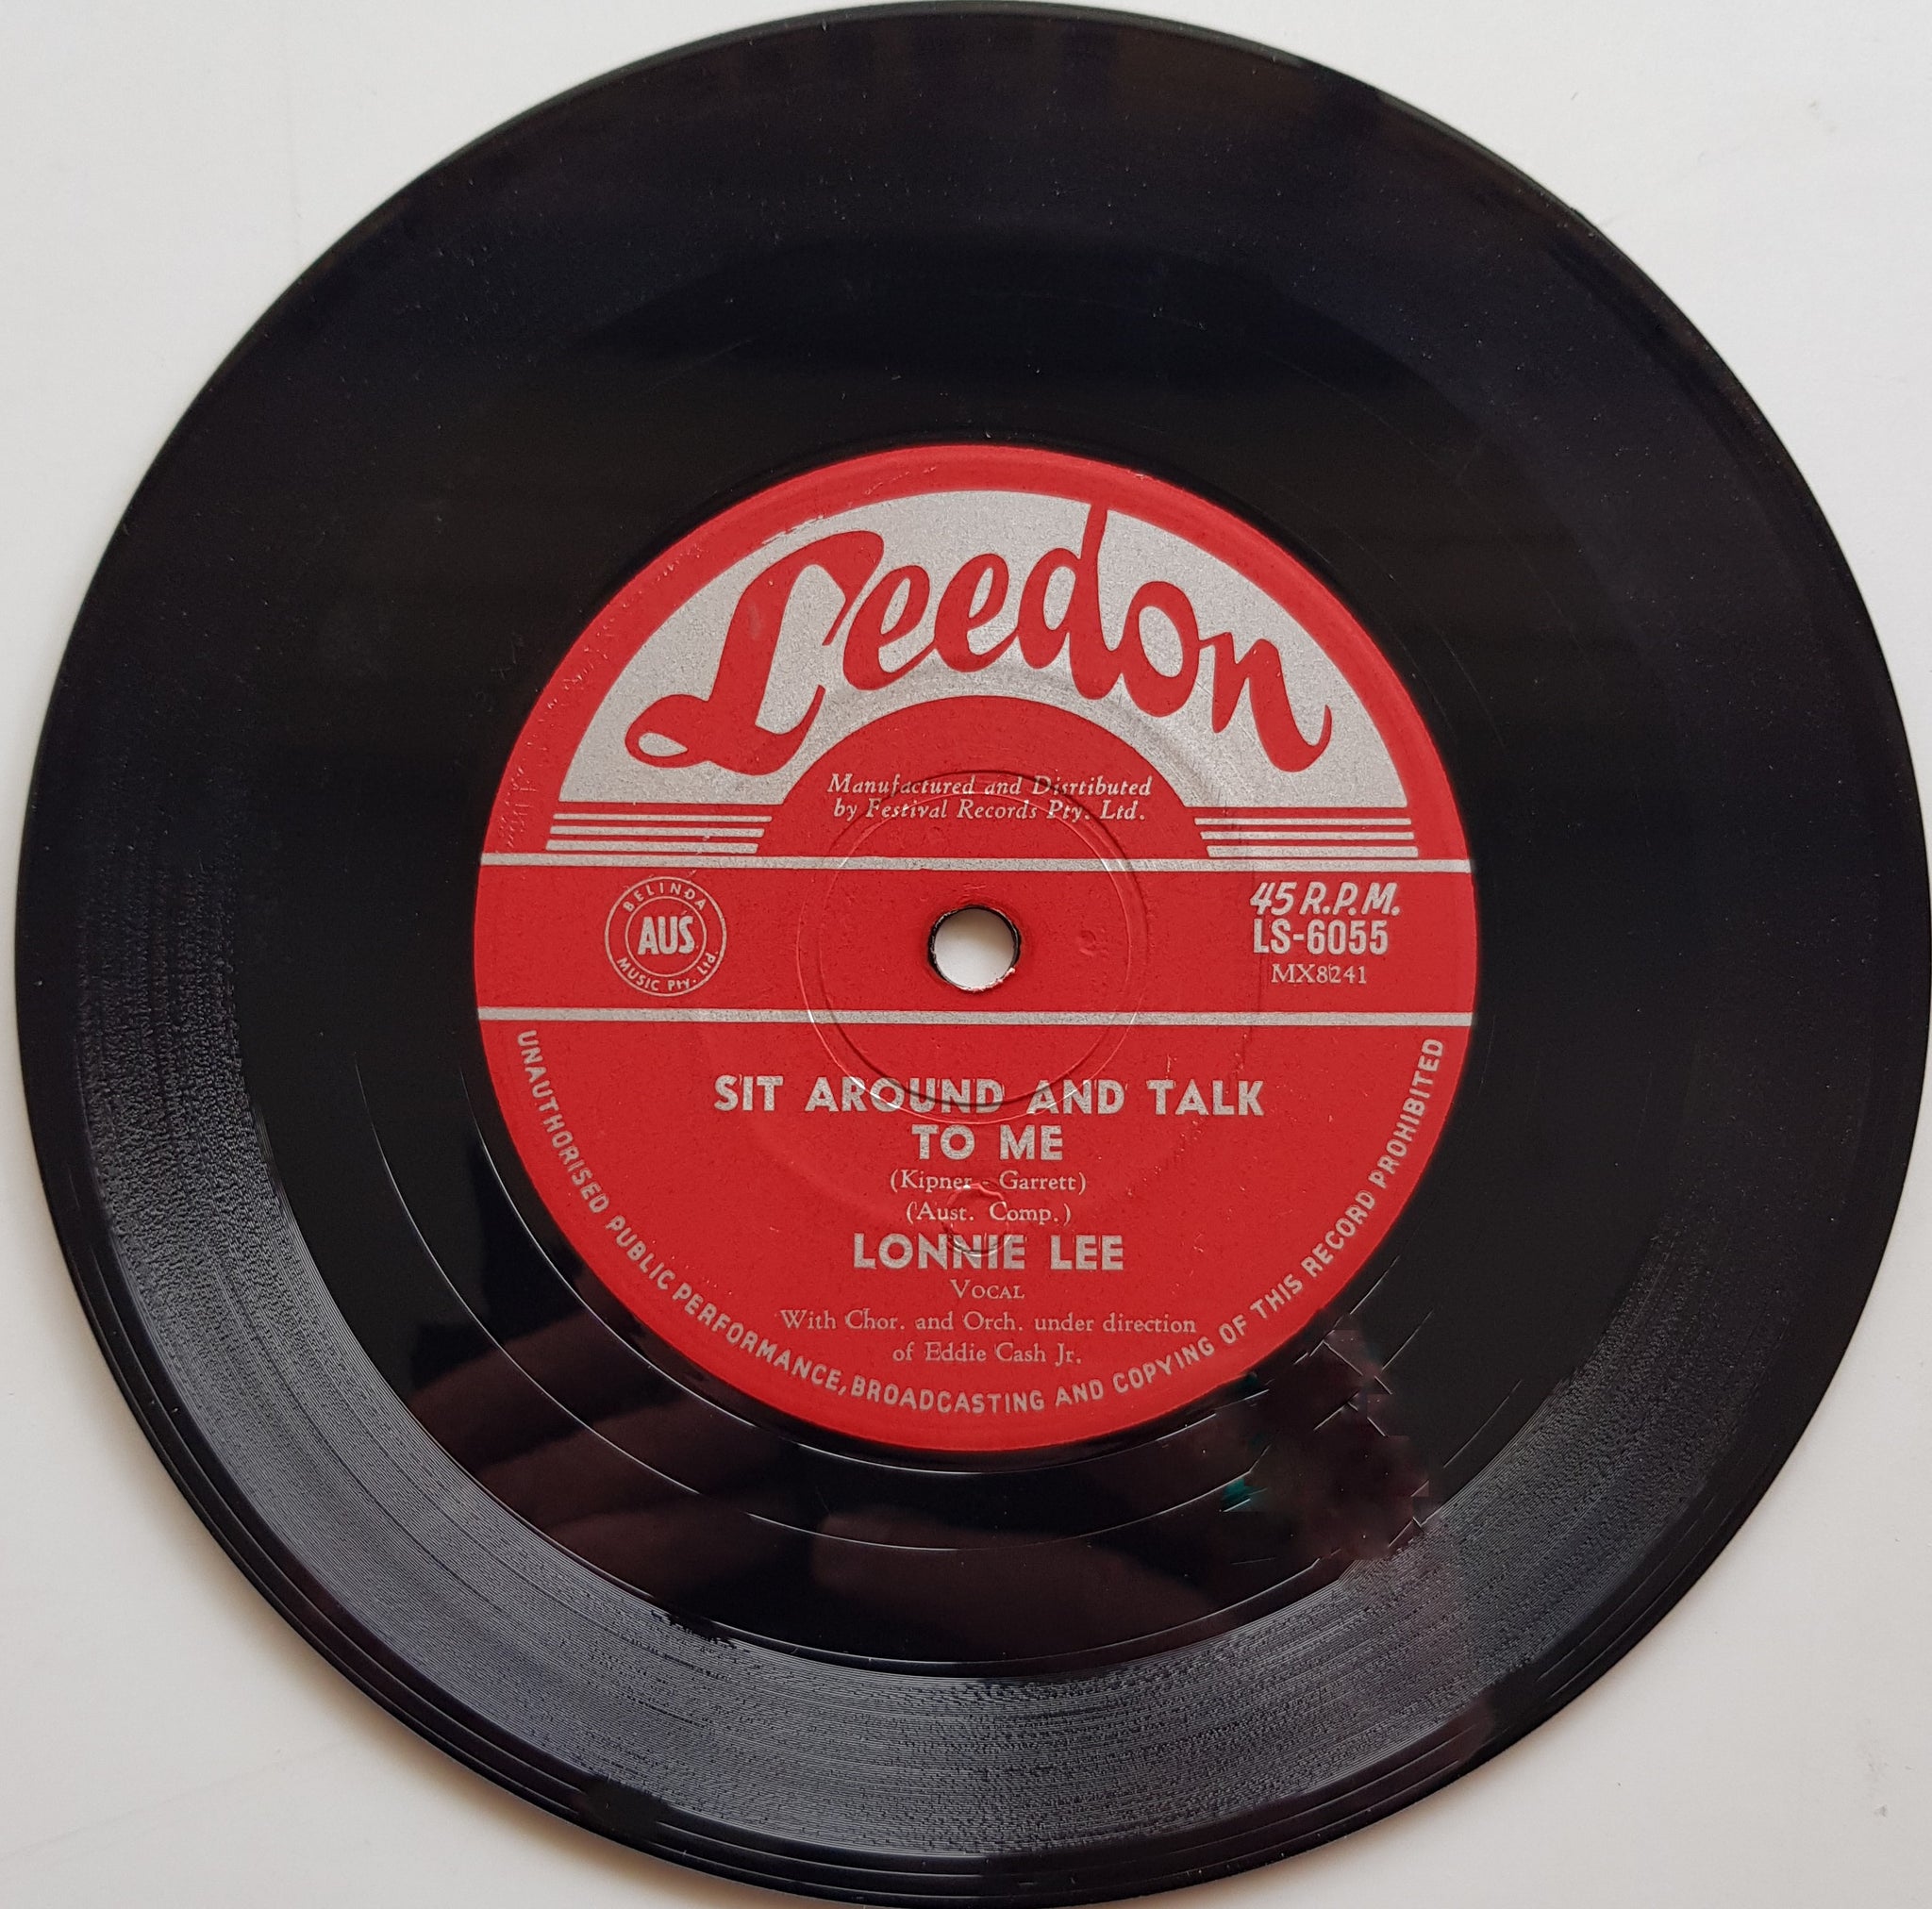 Leedon
Manufactured and Disrtibuted
by Festival Records Pty. Ltd.
BELINDA
AUS
MUSIC Pty. Ltd.
45 R.P.M.
LS-6055
MX8241
SIT AROUND AND TALK
TO ME
(Kipner - Garrett)
(Aust. Comp.)
LONNIE LEE
VOCAL
With Chor. and Orch. under direction
of Eddie Cash Jr.
UNAUTHORISED PUBLIC PERFORMANCE, BROADCASTING AND COPYING OF THIS RECORD PROHIBITED